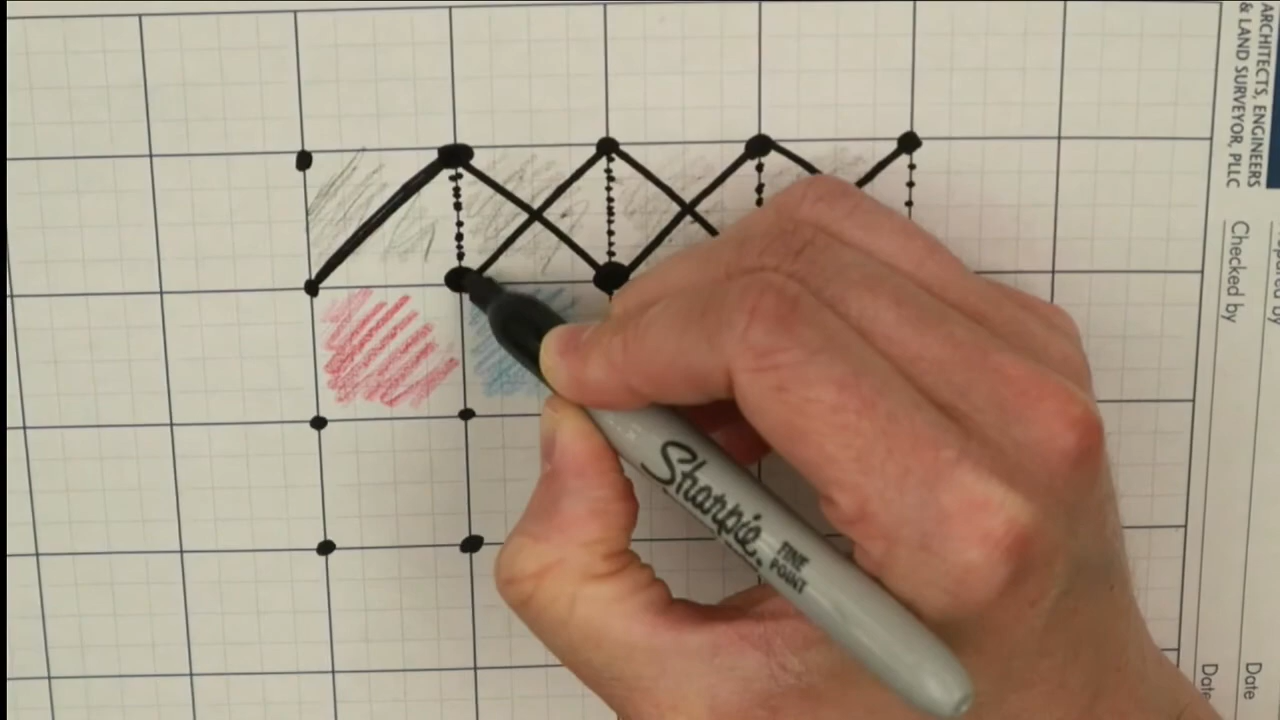 ARCHITECTS, ENGINEERS
& LAND SURVEYOR, PLLC
Checked by
Date
Date
Sharpie.
FINE
POINT